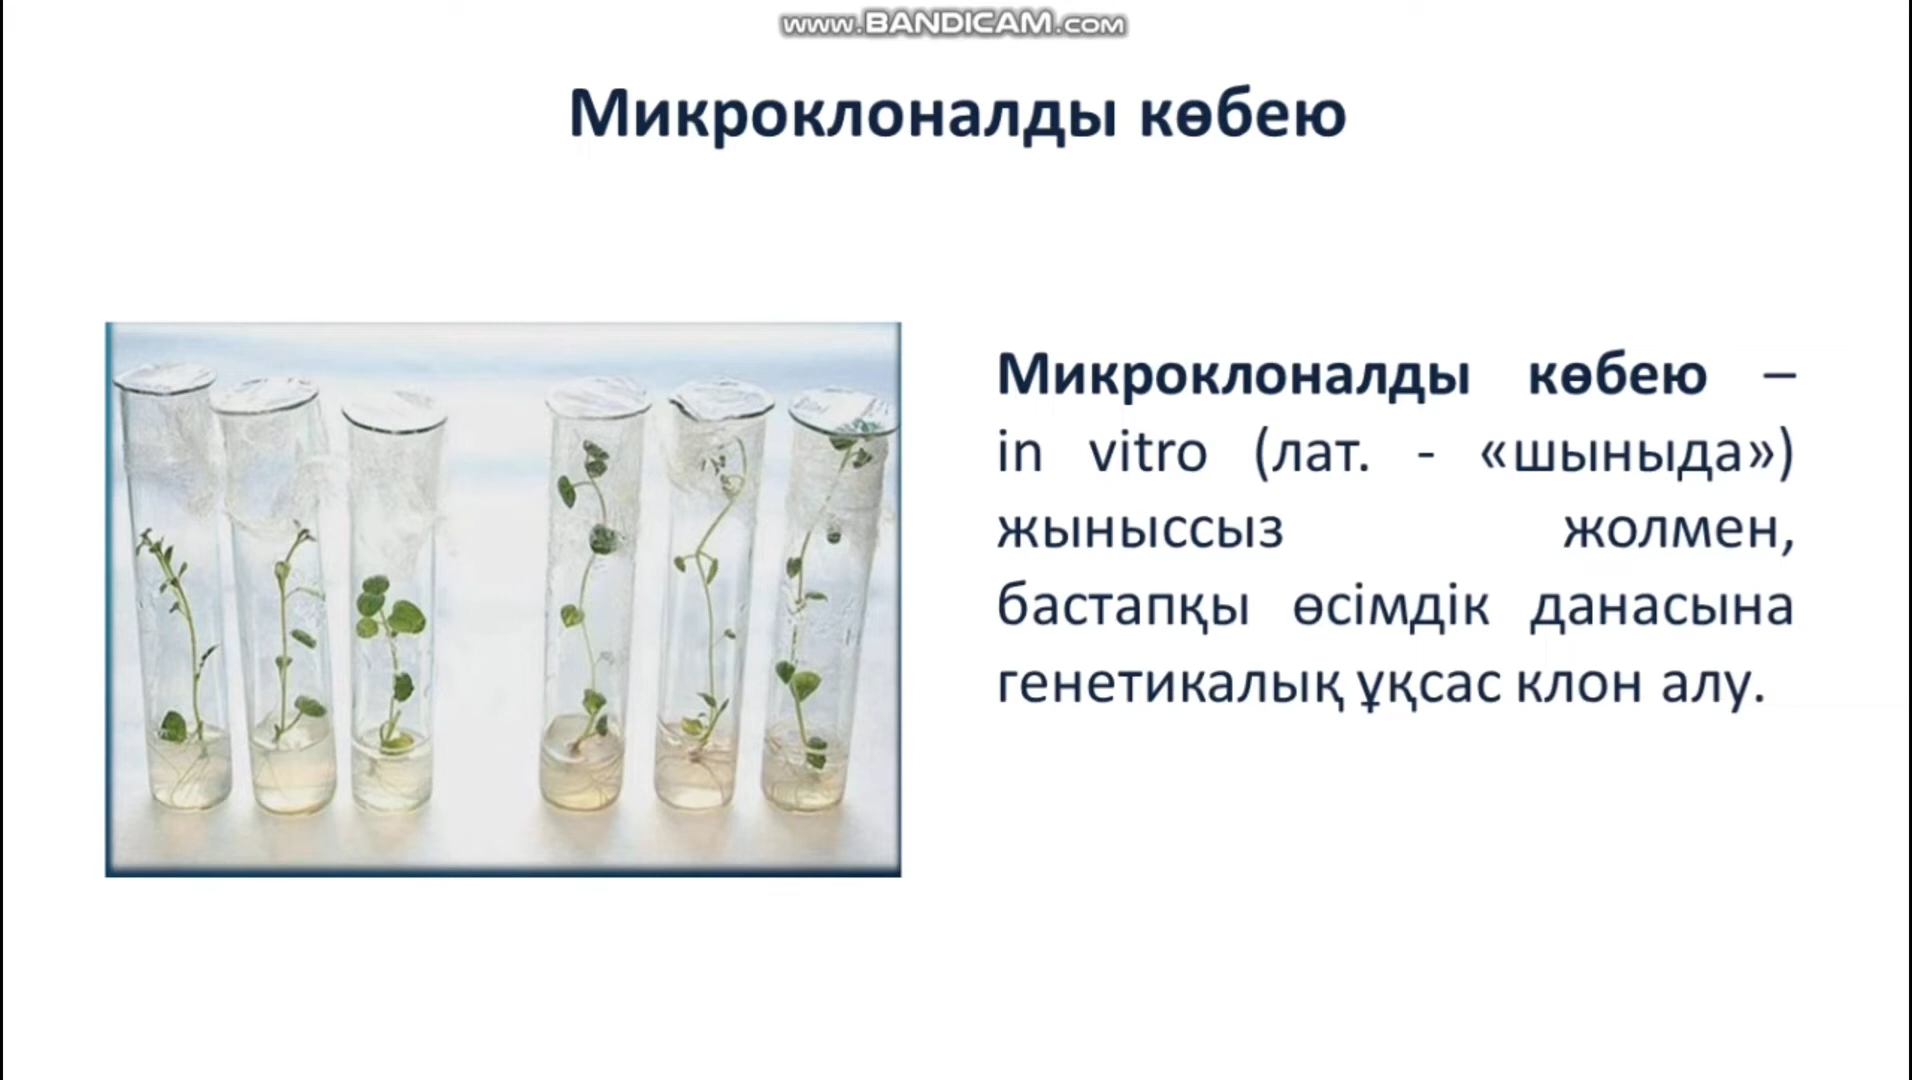 www.BANDICAM.com
Микроклоналды көбею
Микроклоналды көбею –
in vitro (лат. - «шыныда»)
жыныссыз жолмен,
бастапқы өсімдік данасына
генетикалық ұқсас клон алу.